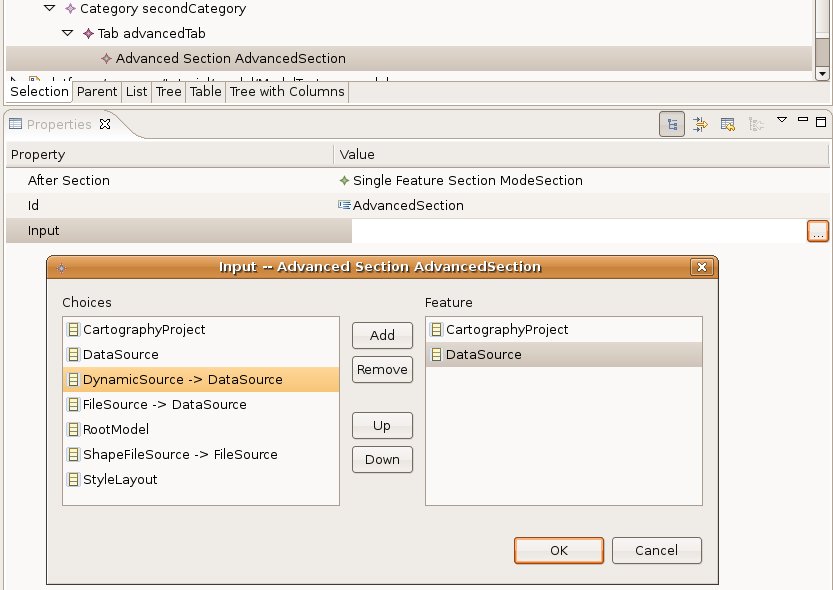 Category secondCategory
Tab advancedTab
Advanced Section AdvancedSection
Selection Parent List Tree Table Tree with Columns
Properties
Property Value
After Section Single Feature Section ModeSection
Id AdvancedSection
Input ...
Input -- Advanced Section AdvancedSection
Choices Feature
CartographyProject Add CartographyProject
DataSource DataSource
DynamicSource -> DataSource Remove
FileSource -> DataSource
RootModel Up
ShapeFileSource -> FileSource Down
StyleLayout
OK Cancel